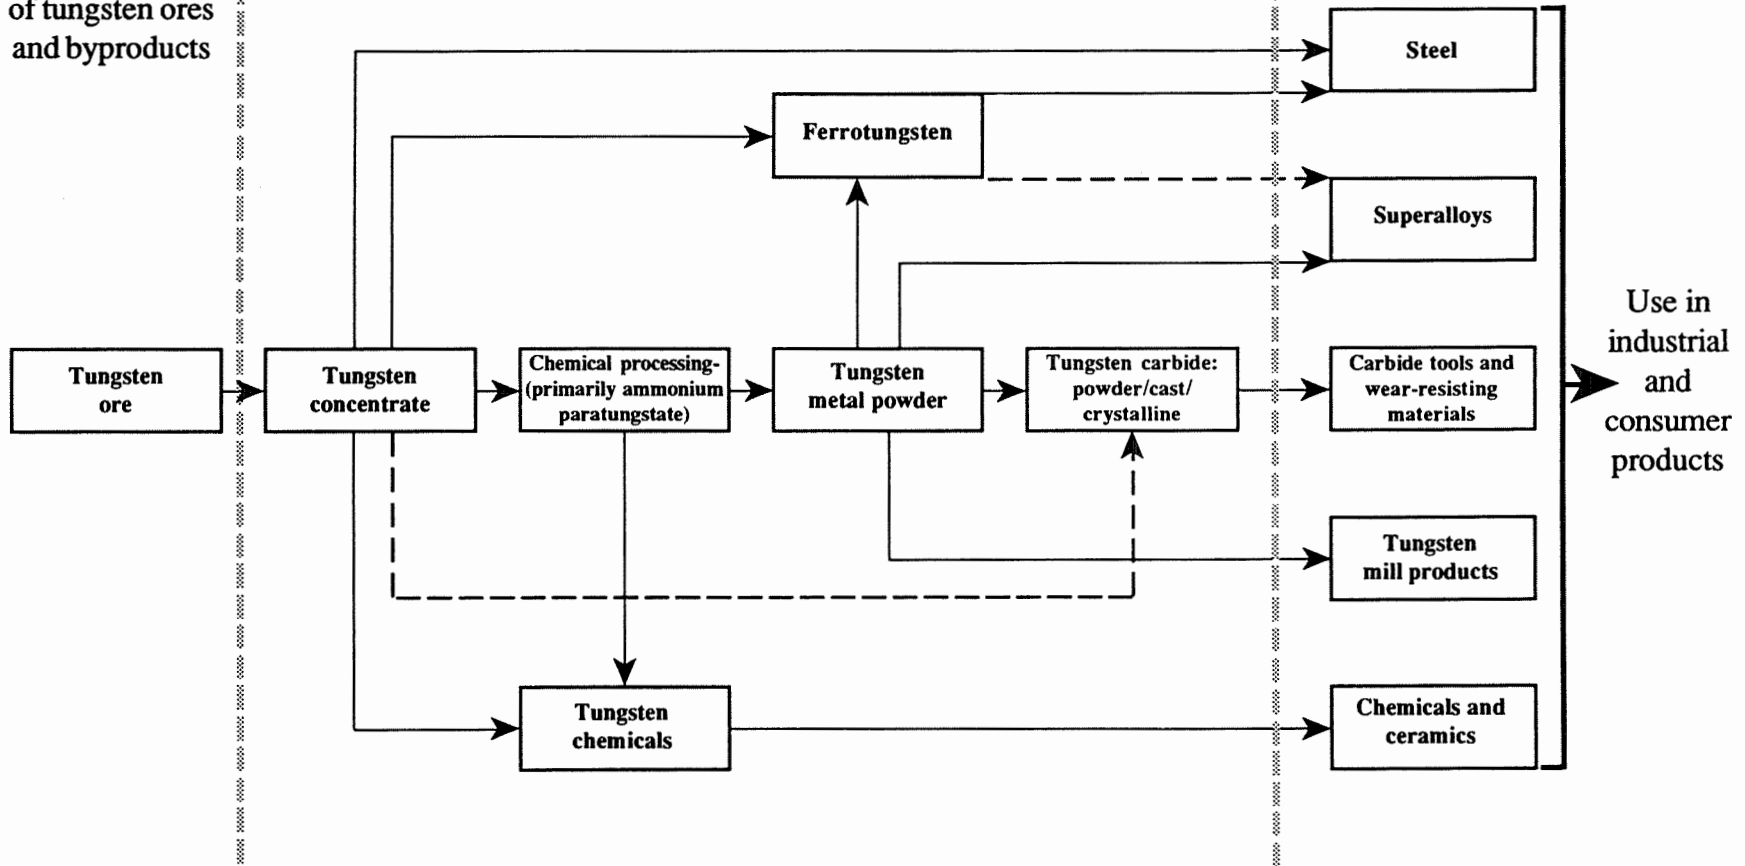 of tungsten ores
and byproducts
Steel
Ferrotungsten
Superalloys
Tungsten
ore
Tungsten
concentrate
Chemical processing-
(primarily ammonium
paratungstate)
Tungsten
metal powder
Tungsten carbide:
powder/cast/
crystalline
Carbide tools and
wear-resisting
materials
Use in
industrial
and
consumer
products
Tungsten
mill products
Tungsten
chemicals
Chemicals and
ceramics